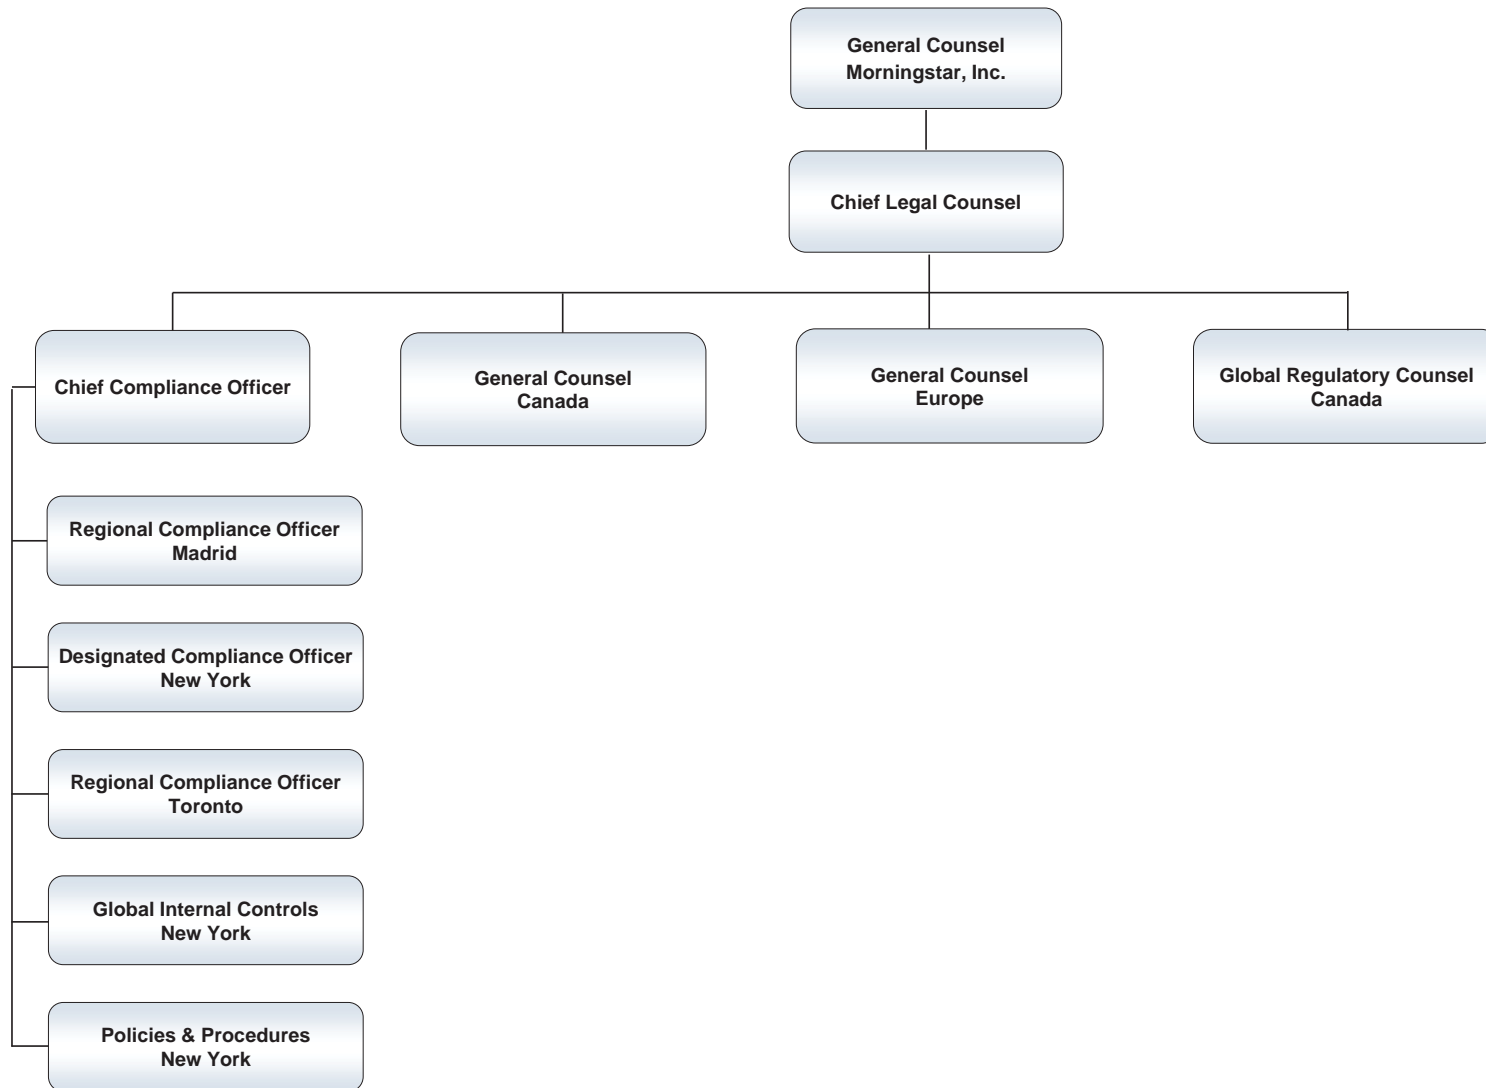 General Counsel
Morningstar, Inc.
Chief Legal Counsel
Chief Compliance Officer
General Counsel
Canada
General Counsel
Europe
Global Regulatory Counsel
Canada
Regional Compliance Officer
Madrid
Designated Compliance Officer
New York
Regional Compliance Officer
Toronto
Global Internal Controls
New York
Policies & Procedures
New York